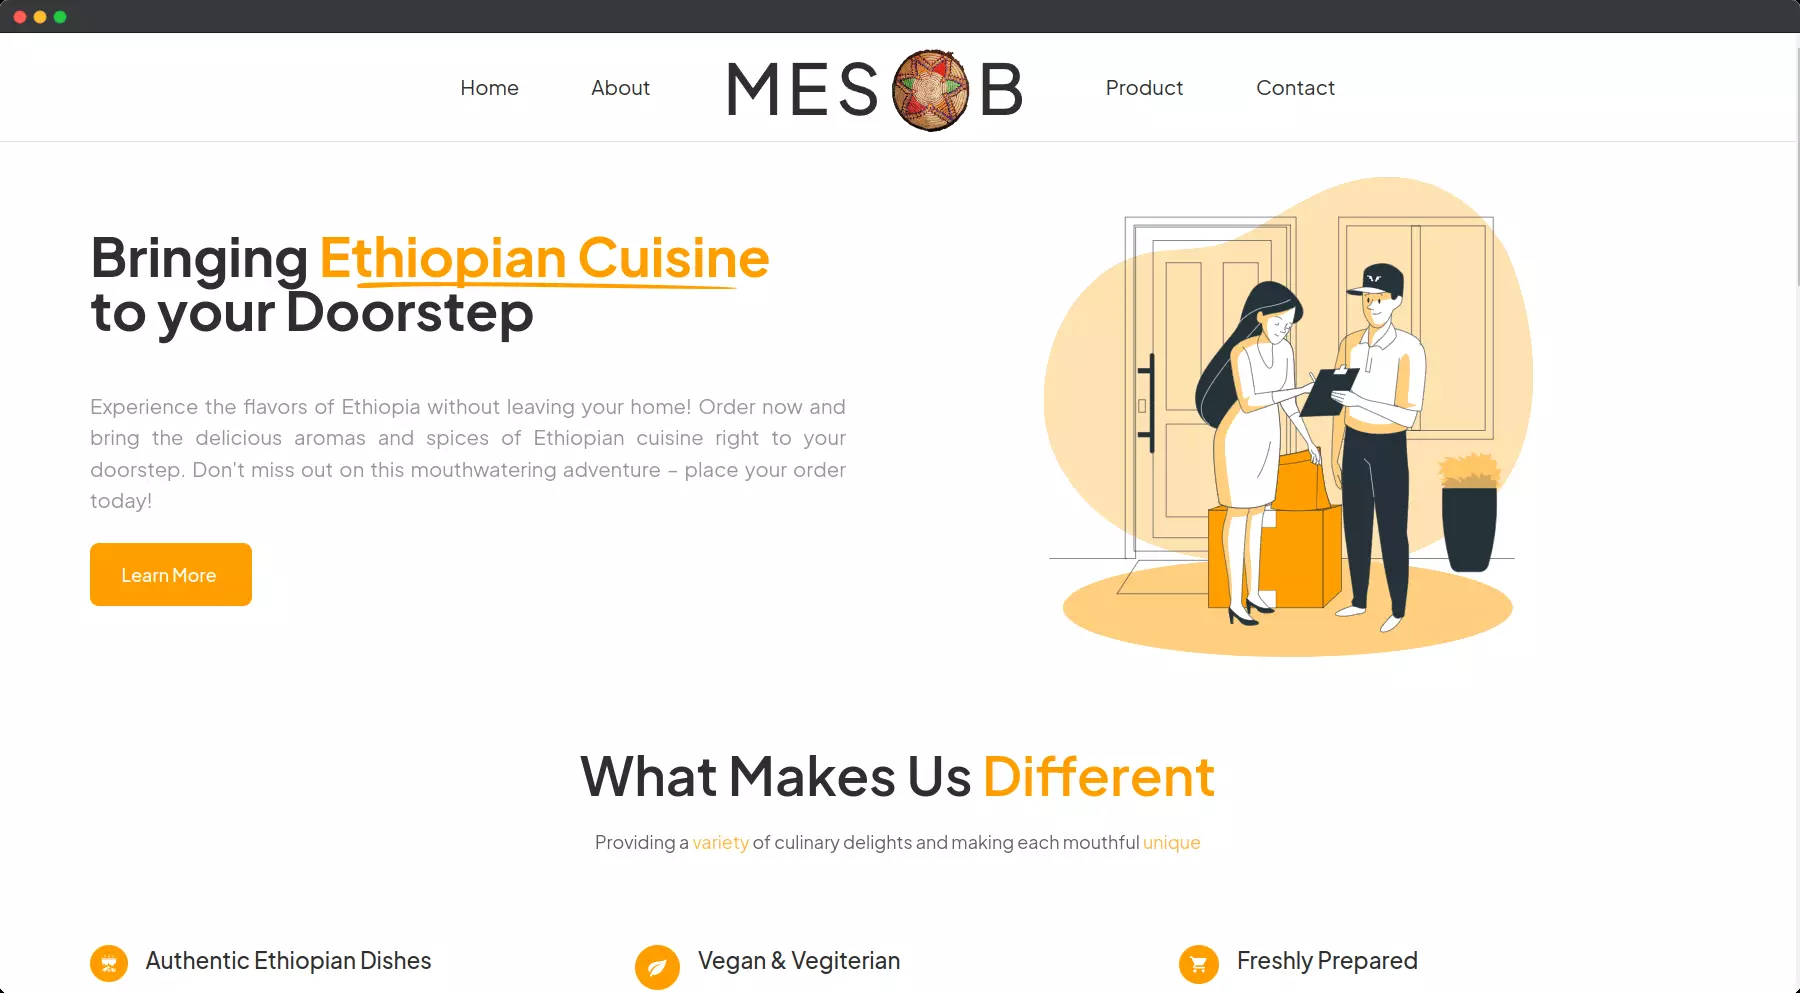 Home About MESOB Product Contact
Bringing Ethiopian Cuisine
to your Doorstep
Experience the flavors of Ethiopia without leaving your home! Order now and
bring the delicious aromas and spices of Ethiopian cuisine right to your
doorstep. Don't miss out on this mouthwatering adventure – place your order
today!
Learn More
What Makes Us Different
Providing a variety of culinary delights and making each mouthful unique
Authentic Ethiopian Dishes
Vegan & Vegiterian
Freshly Prepared